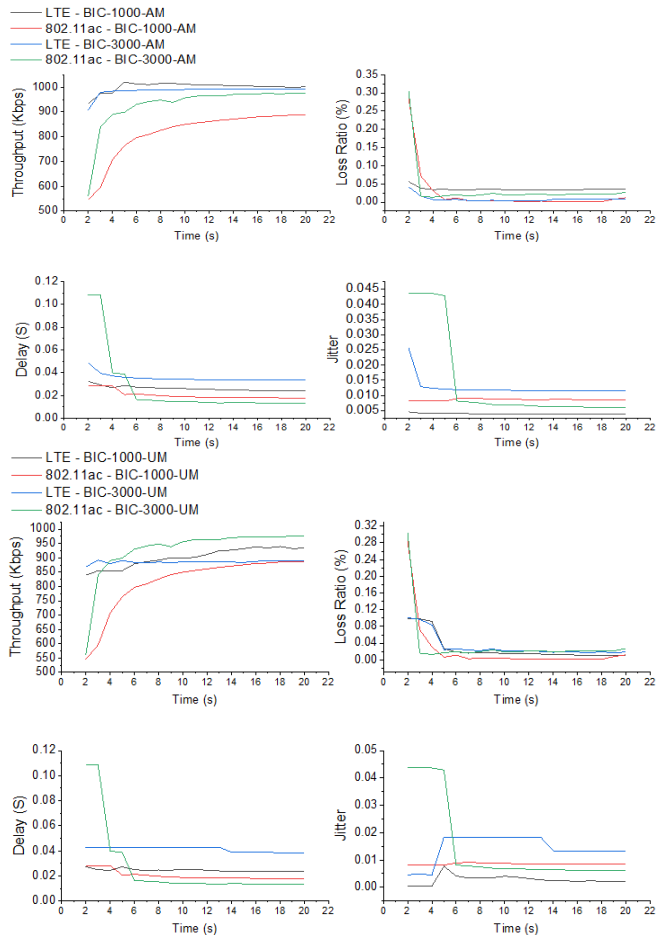 LTE - BIC-1000-AM
802.11ac - BIC-1000-AM
LTE - BIC-3000-AM
802.11ac - BIC-3000-AM
Throughput (Kbps)
1000
900
800
700
600
500
0 2 4 6 8 10 12 14 16 18 20 22
Time (s)
Loss Ratio (%)
0.35
0.30
0.25
0.20
0.15
0.10
0.05
0.00
0 2 4 6 8 10 12 14 16 18 20 22
Time (s)
Delay (S)
0.12
0.10
0.08
0.06
0.04
0.02
0.00
0 2 4 6 8 10 12 14 16 18 20 22
Time (s)
Jitter
0.045
0.040
0.035
0.030
0.025
0.020
0.015
0.010
0.005
0 2 4 6 8 10 12 14 16 18 20 22
Time (s)
LTE - BIC-1000-UM
802.11ac - BIC-1000-UM
LTE - BIC-3000-UM
802.11ac - BIC-3000-UM
Throughput (Kbps)
1000
950
900
850
800
750
700
650
600
550
500
0 2 4 6 8 10 12 14 16 18 20 22
Time (s)
Loss Ratio (%)
0.32
0.28
0.24
0.20
0.16
0.12
0.08
0.04
0.00
0 2 4 6 8 10 12 14 16 18 20 22
Time (s)
Delay (S)
0.12
0.10
0.08
0.06
0.04
0.02
0.00
0 2 4 6 8 10 12 14 16 18 20 22
Time (s)
Jitter
0.05
0.04
0.03
0.02
0.01
0.00
0 2 4 6 8 10 12 14 16 18 20 22
Time (s)